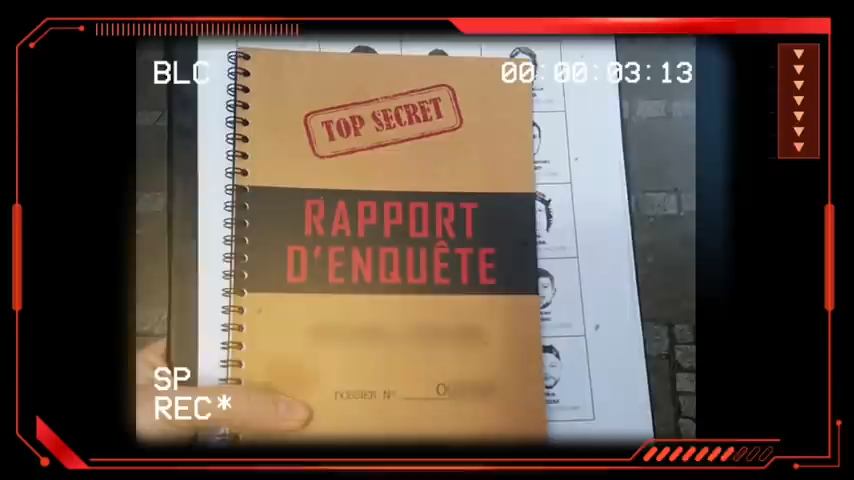 BLC
00:00:03:13
TOP SECRET
RAPPORT
D'ENQUÊTE
DOSSIER N°
SP
REC*